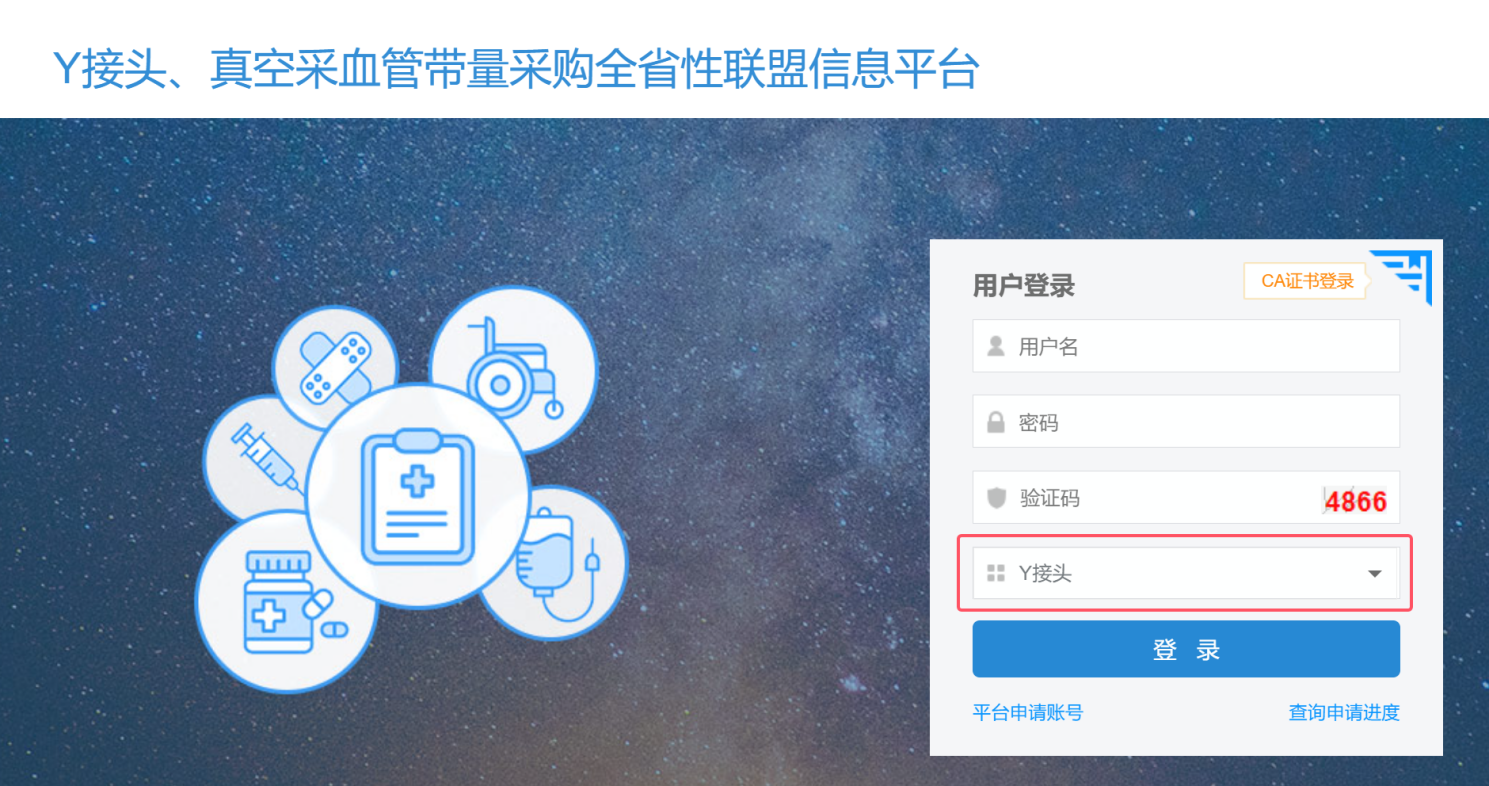 Y接头、真空采血管带量采购全省性联盟信息平台
用户登录
CA证书登录
用户名
密码
验证码
4866
Y接头
登 录
平台申请账号
查询申请进度